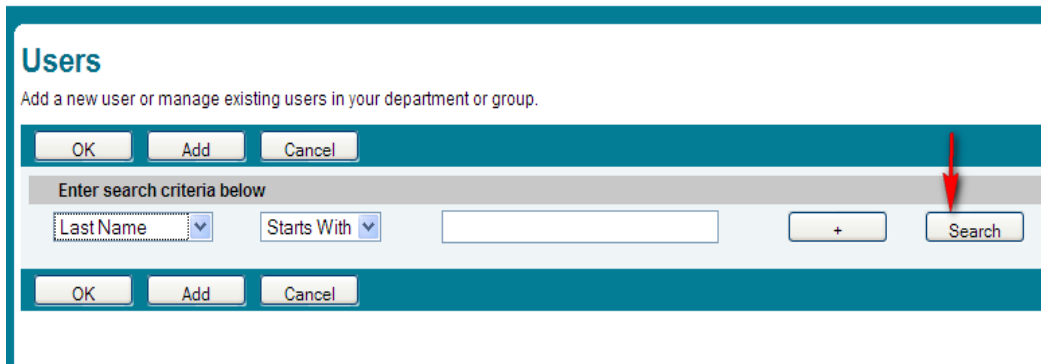 Users
Add a new user or manage existing users in your department or group.
OK Add Cancel
Enter search criteria below
Last Name Starts With + Search
OK Add Cancel